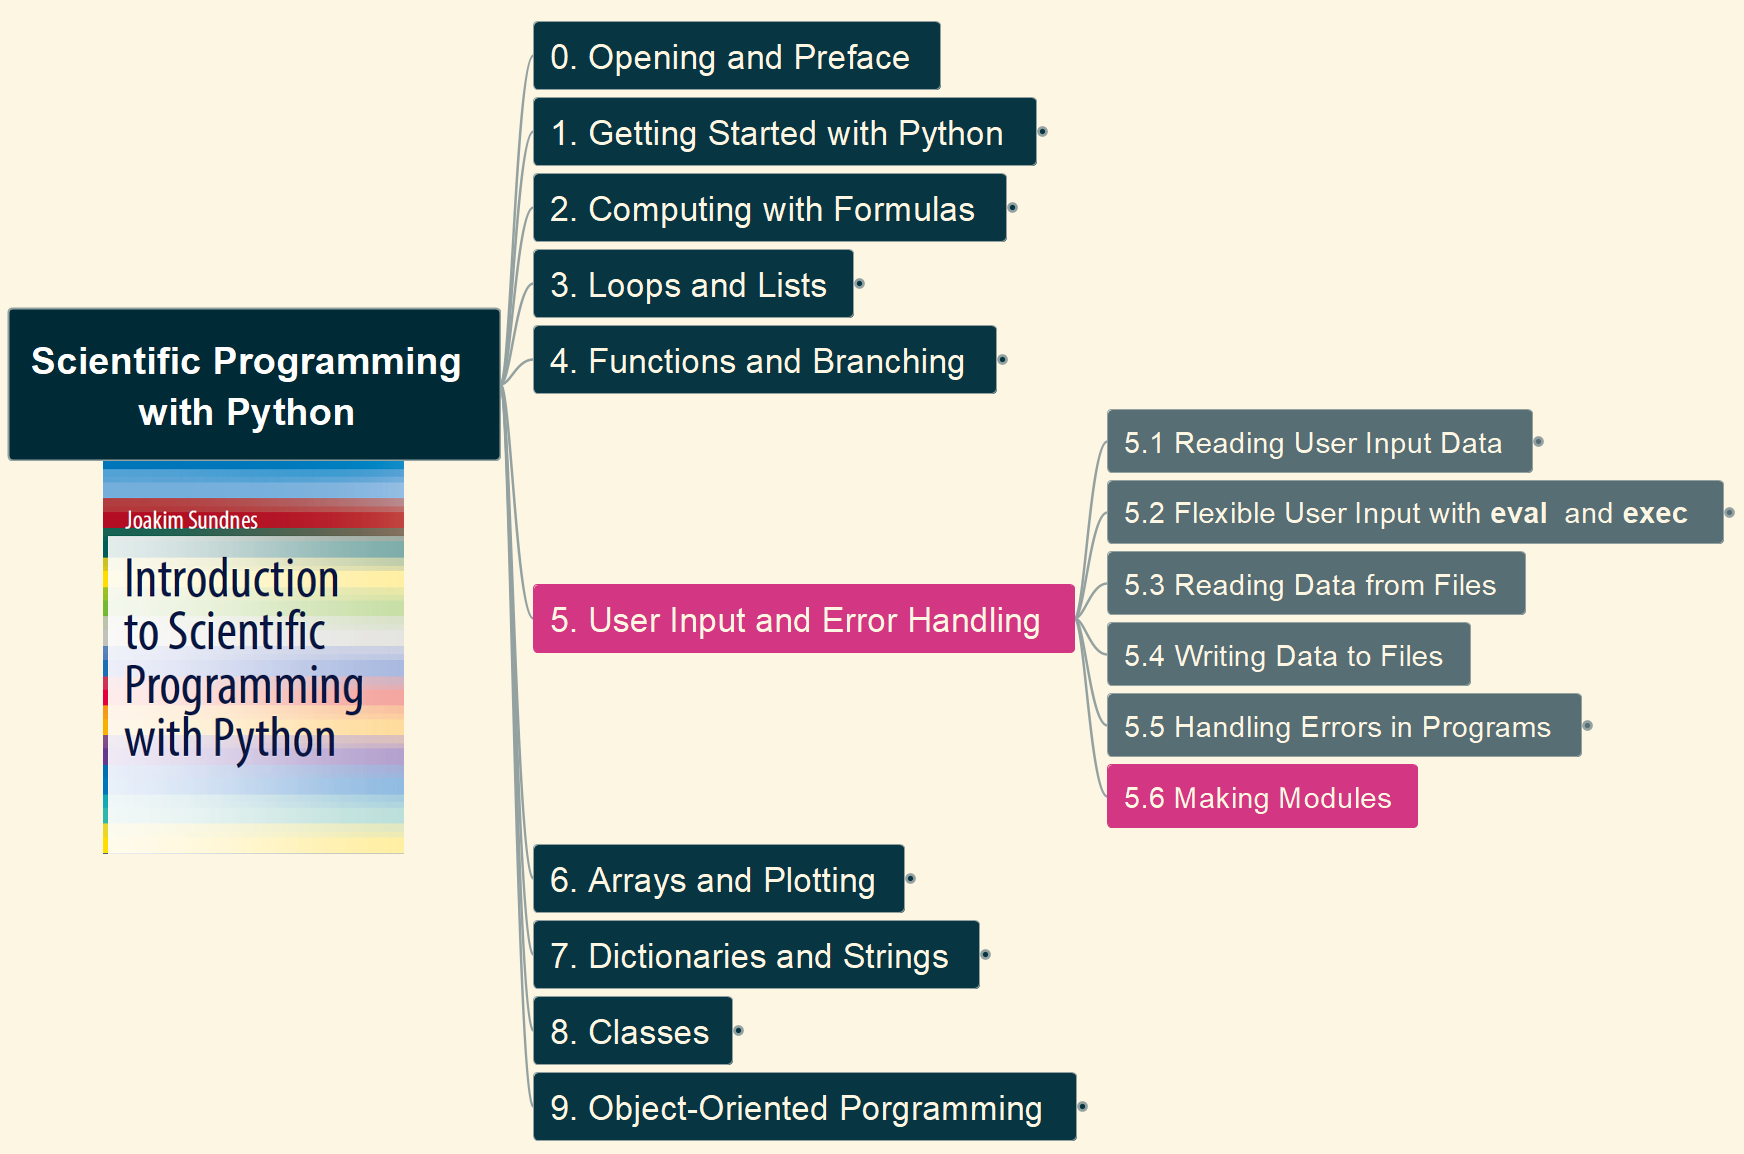 Scientific Programming
with Python
Joakim Sundnes
Introduction
to Scientific
Programming
with Python
0. Opening and Preface
1. Getting Started with Python
2. Computing with Formulas
3. Loops and Lists
4. Functions and Branching
5. User Input and Error Handling
5.1 Reading User Input Data
5.2 Flexible User Input with eval and exec
5.3 Reading Data from Files
5.4 Writing Data to Files
5.5 Handling Errors in Programs
5.6 Making Modules
6. Arrays and Plotting
7. Dictionaries and Strings
8. Classes
9. Object-Oriented Porgramming